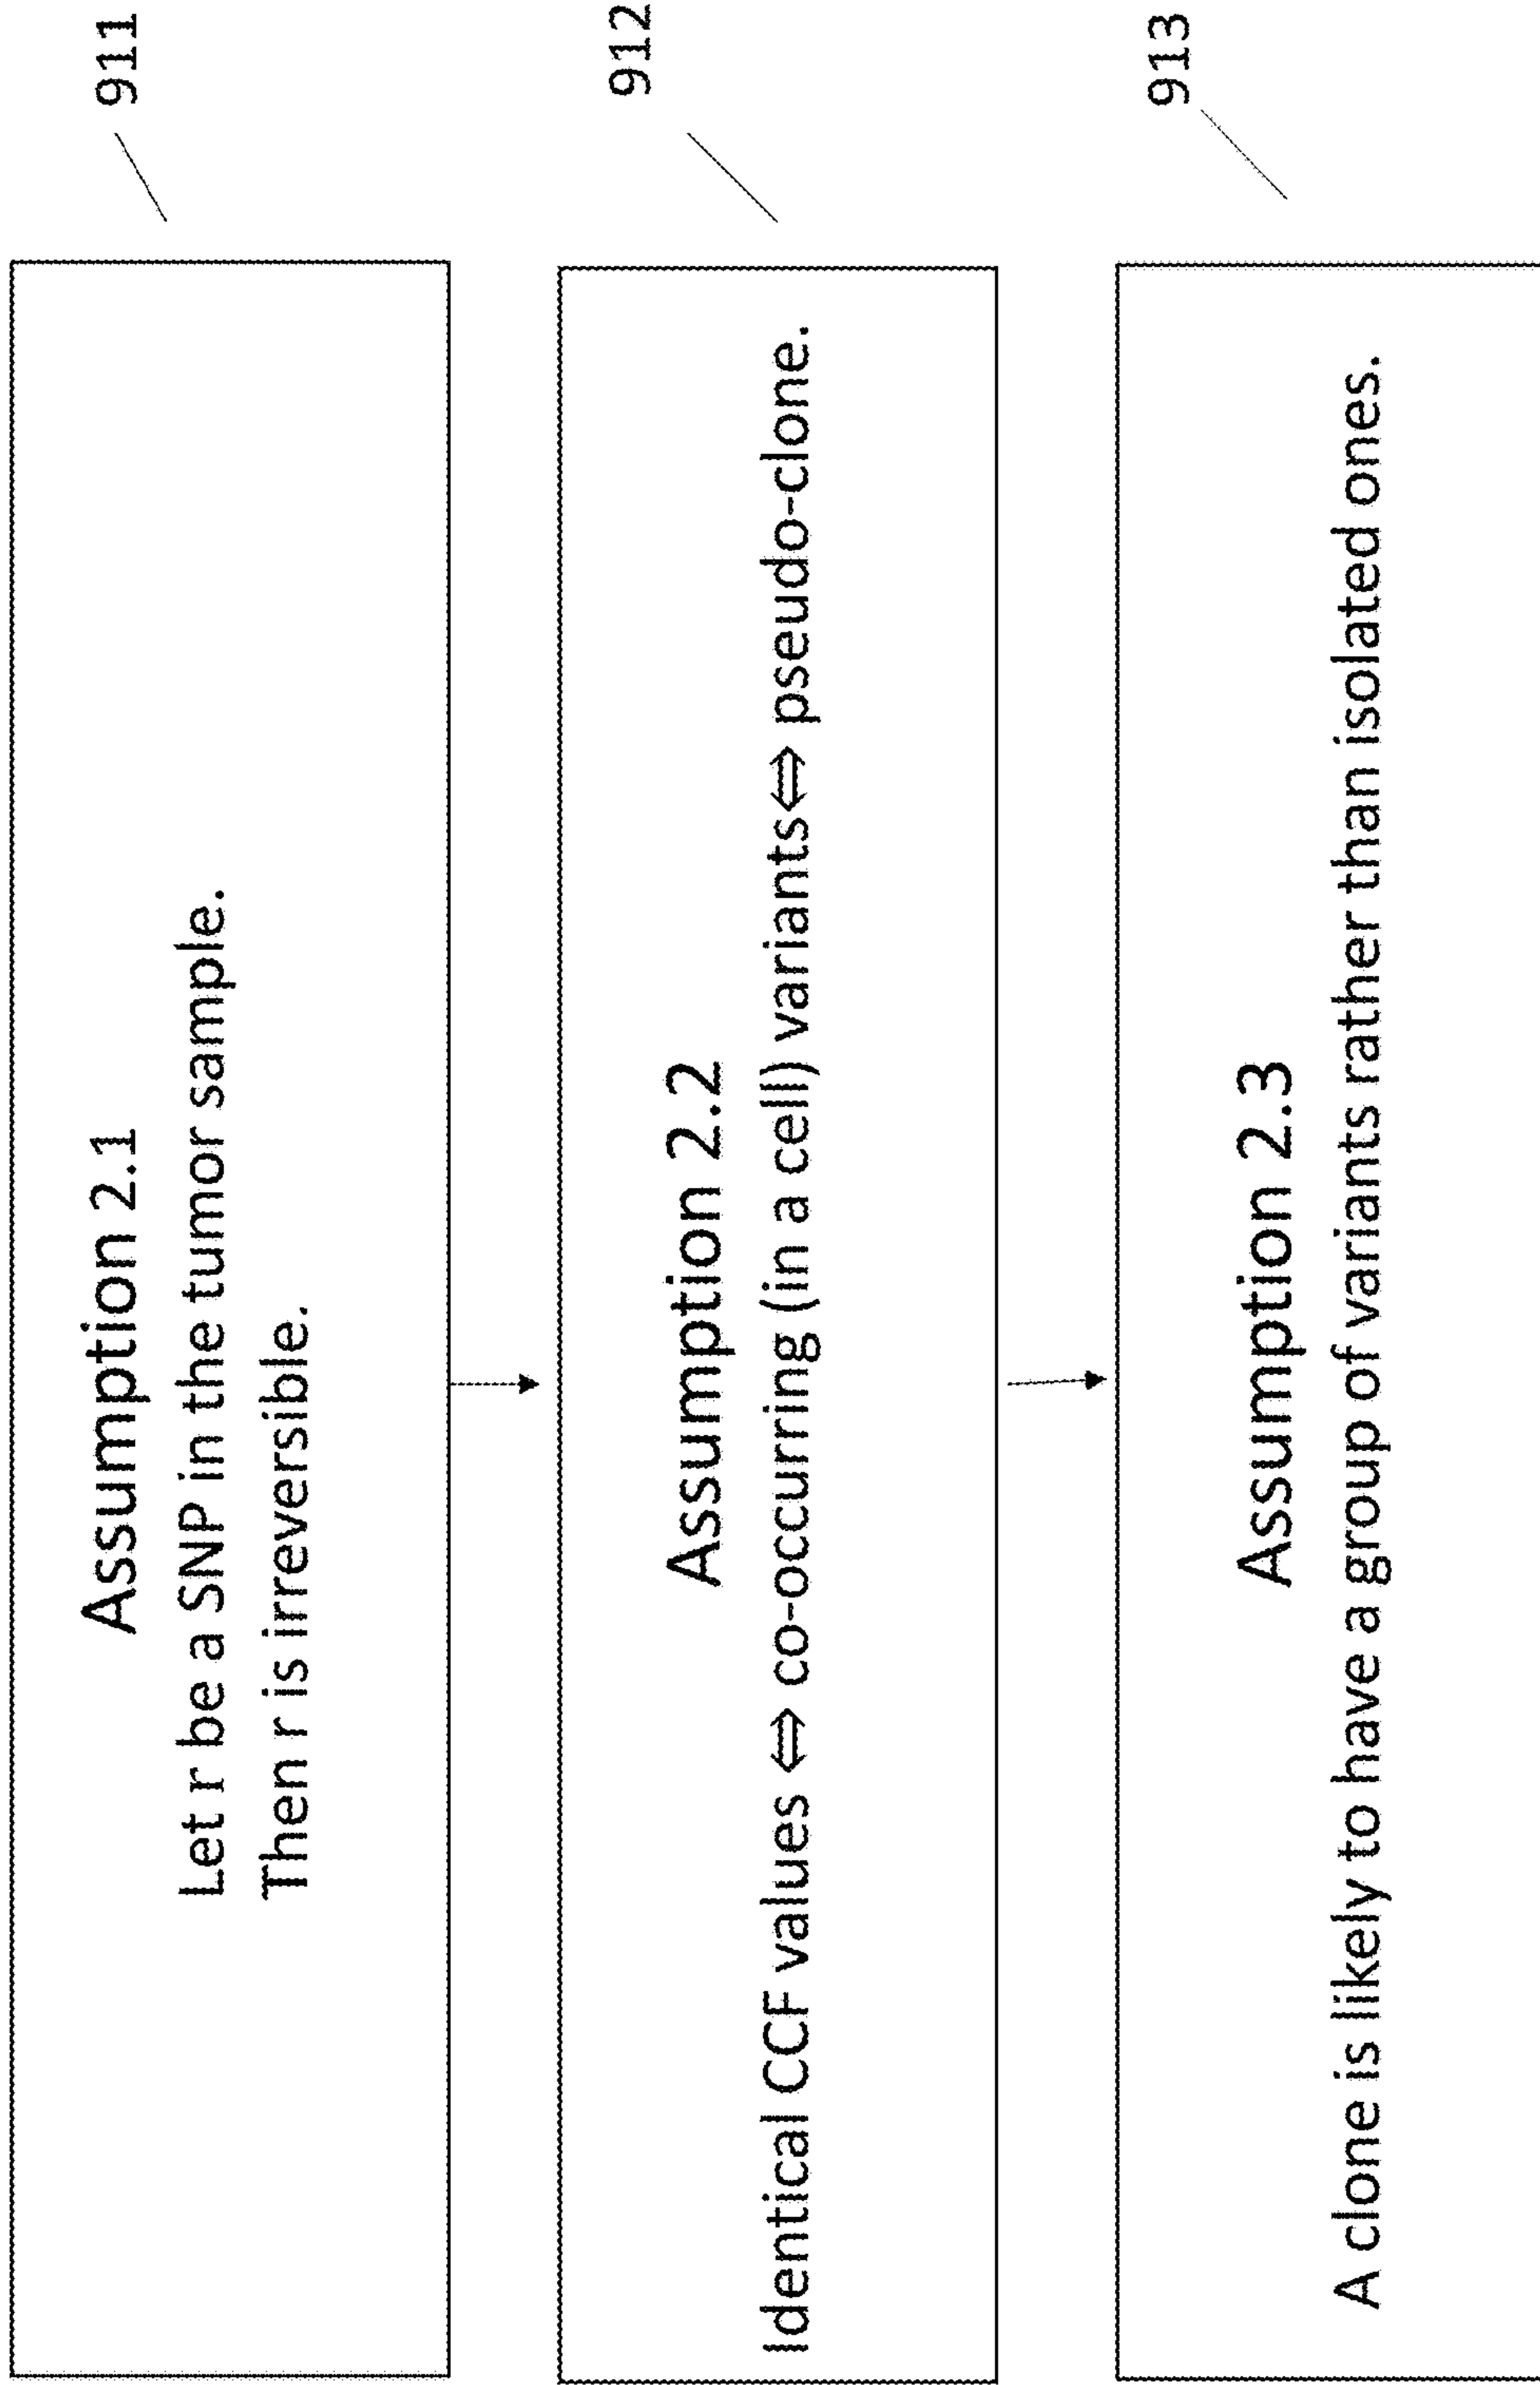 Assumption 2.1
Let r be a SNP in the tumor sample.
Then r is irreversible.
911
Assumption 2.2
Identical CCF values ⇔ co-occurring (in a cell) variants⇔ pseudo-clone.
912
Assumption 2.3
A clone is likely to have a group of variants rather than isolated ones.
913